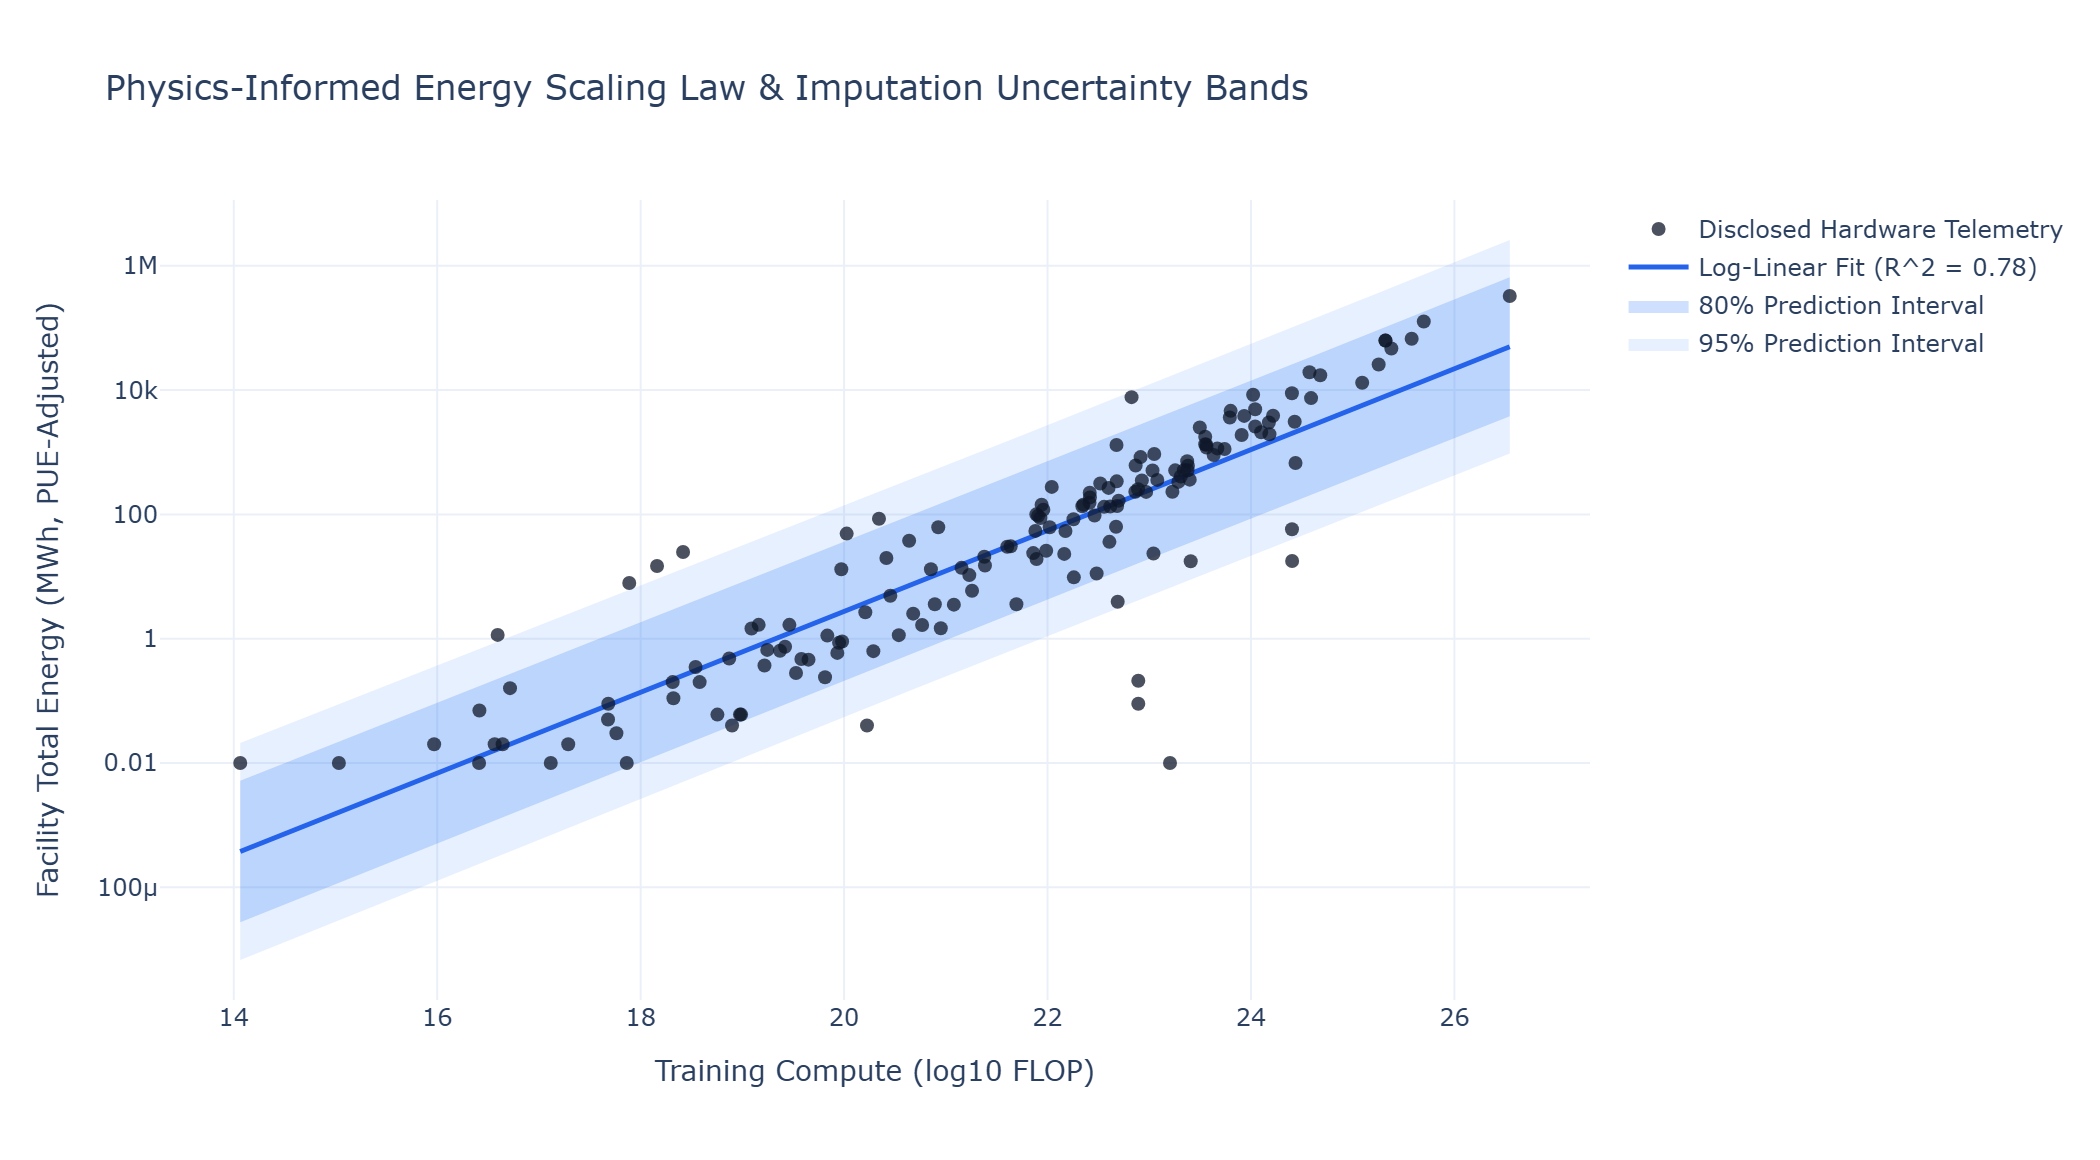 Physics-Informed Energy Scaling Law & Imputation Uncertainty Bands
Disclosed Hardware Telemetry
Log-Linear Fit (R^2 = 0.78)
80% Prediction Interval
95% Prediction Interval
Facility Total Energy (MWh, PUE-Adjusted)
1M
10k
100
1
0.01
100μ
14 16 18 20 22 24 26
Training Compute (log10 FLOP)